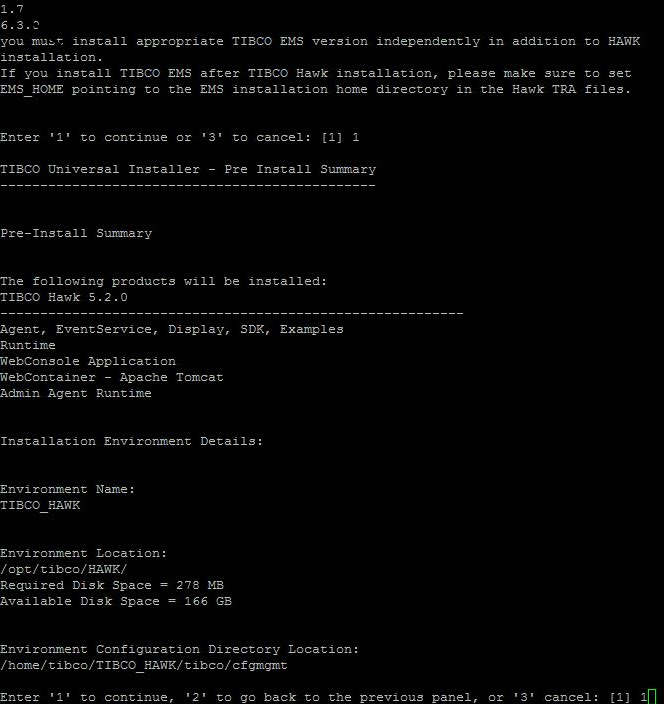 1.7
6.3.0
you must install appropriate TIBCO EMS version independently in addition to HAWK
installation.
If you install TIBCO EMS after TIBCO Hawk installation, please make sure to set
EMS_HOME pointing to the EMS installation home directory in the Hawk TRA files.
Enter '1' to continue or '3' to cancel: [1] 1
TIBCO Universal Installer - Pre Install Summary
-----------------------------------------------
Pre-Install Summary
The following products will be installed:
TIBCO Hawk 5.2.0
----------------------------------------------------------
Agent, EventService, Display, SDK, Examples
Runtime
WebConsole Application
WebContainer - Apache Tomcat
Admin Agent Runtime
Installation Environment Details:
Environment Name:
TIBCO_HAWK
Environment Location:
/opt/tibco/HAWK/
Required Disk Space = 278 MB
Available Disk Space = 166 GB
Environment Configuration Directory Location:
/home/tibco/TIBCO_HAWK/tibco/cfgmgmt
Enter '1' to continue, '2' to go back to the previous panel, or '3' cancel: [1] 1